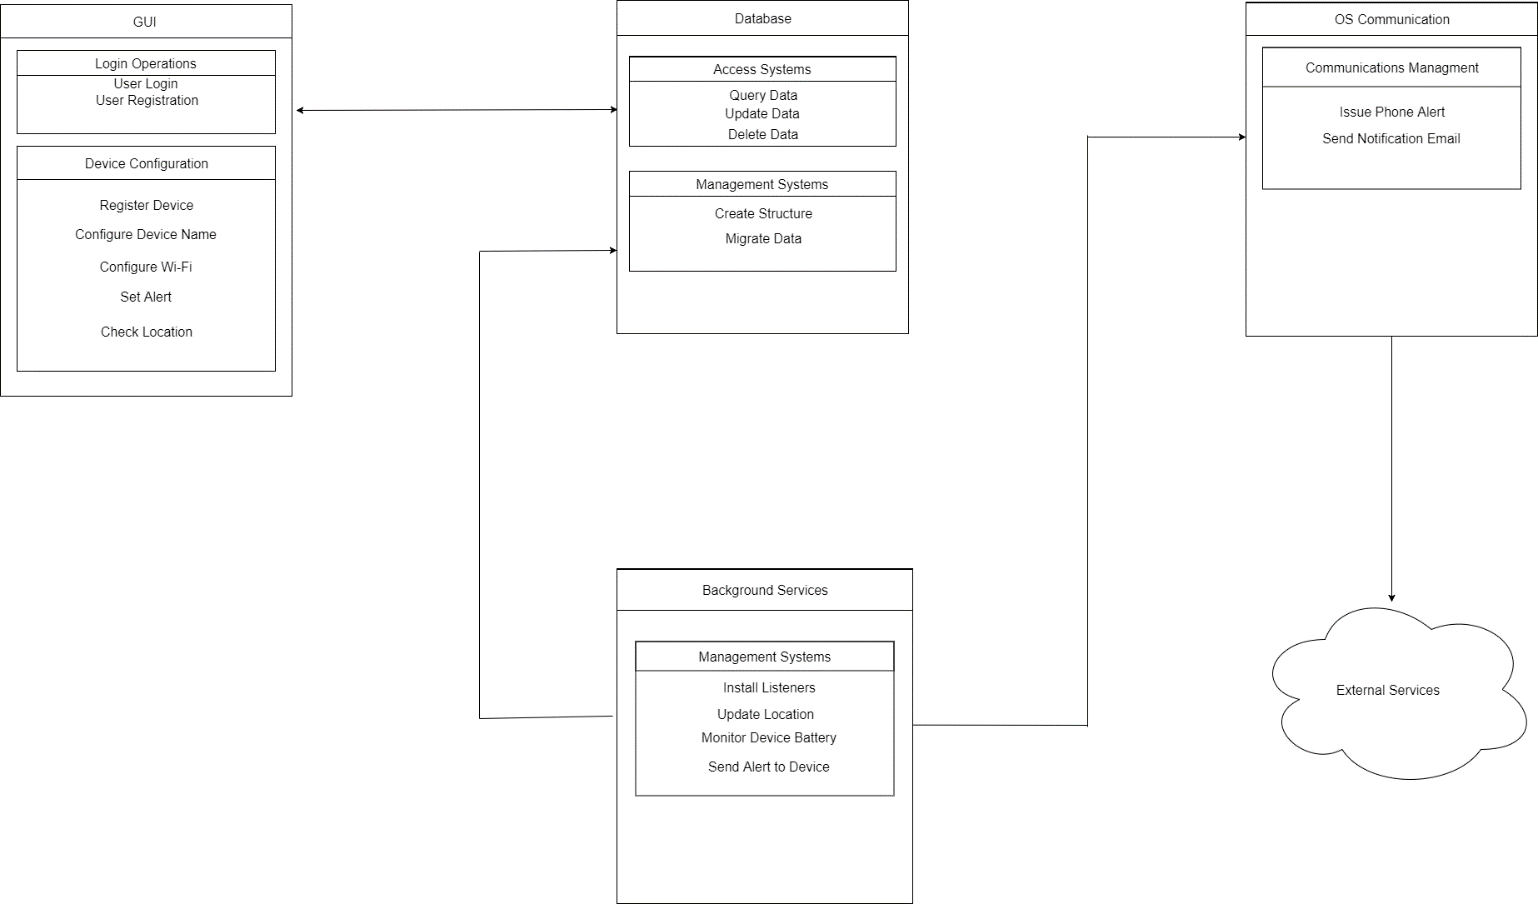 GUI
Login Operations
User Login
User Registration
Device Configuration
Register Device
Configure Device Name
Configure Wi-Fi
Set Alert
Check Location
Database
Access Systems
Query Data
Update Data
Delete Data
Management Systems
Create Structure
Migrate Data
OS Communication
Communications Managment
Issue Phone Alert
Send Notification Email
Background Services
Management Systems
Install Listeners
Update Location
Monitor Device Battery
Send Alert to Device
External Services